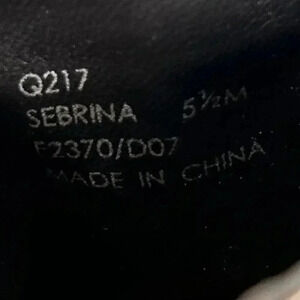 Q217
SEBRINA 5½M
F2370/D07
MADE IN CHINA